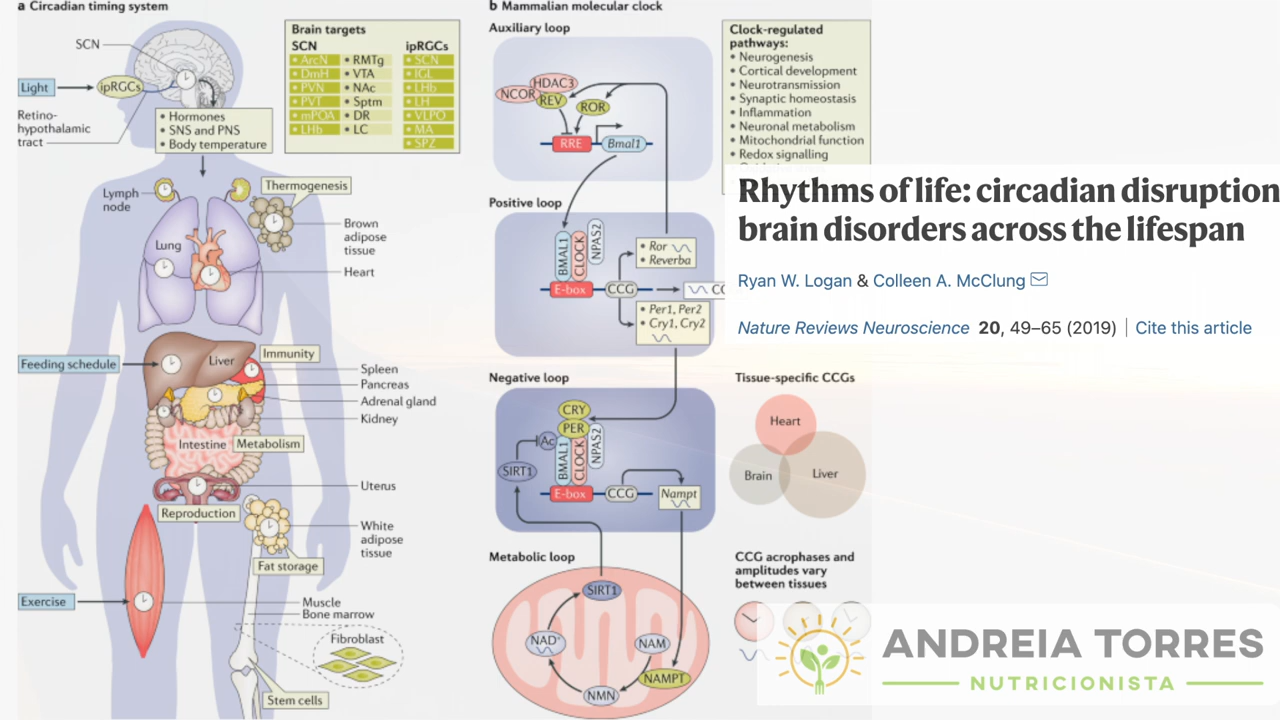 a Circadian timing system
SCN
Light
ipRGCs
Retino-
hypothalamic
tract
• Hormones
• SNS and PNS
• Body temperature
Brain targets
SCN
• ArcN
• DmH
• PVN
• PVT
• mPOA
• LHb
• RMTg
• VTA
• NAc
• Sptm
• DR
• LC
ipRGCs
• SCN
• IGL
• LHb
• LH
• VLPO
• MA
• SPZ
Lymph
node
Thermogenesis
Brown
adipose
tissue
Lung
Heart
Feeding schedule
Liver
Immunity
Spleen
Pancreas
Adrenal gland
Kidney
Intestine
Metabolism
Uterus
Reproduction
White
adipose
tissue
Fat storage
Exercise
Muscle
Bone marrow
Fibroblast
Stem cells
b Mammalian molecular clock
Auxiliary loop
NCOR
HDAC3
REV
ROR
RRE
Bmal1
Positive loop
BMAL1
CLOCK
NPAS2
E-box
CCG
• Ror
• Reverba
CC
• Per1, Per2
• Cry1, Cry2
Negative loop
CRY
PER
Ac
SIRT1
BMAL1
CLOCK
NPAS2
E-box
CCG
Nampt
Metabolic loop
SIRT1
NAD+
NAM
NAMPT
NMN
Clock-regulated
pathways:
• Neurogenesis
• Cortical development
• Neurotransmission
• Synaptic homeostasis
• Inflammation
• Neuronal metabolism
• Mitochondrial function
• Redox signalling
Rhythms of life: circadian disruption
brain disorders across the lifespan
Ryan W. Logan & Colleen A. McClung
Nature Reviews Neuroscience 20, 49–65 (2019) | Cite this article
Tissue-specific CCGs
Heart
Brain
Liver
CCG acrophases and
amplitudes vary
between tissues
ANDREIA TORRES
NUTRICIONISTA